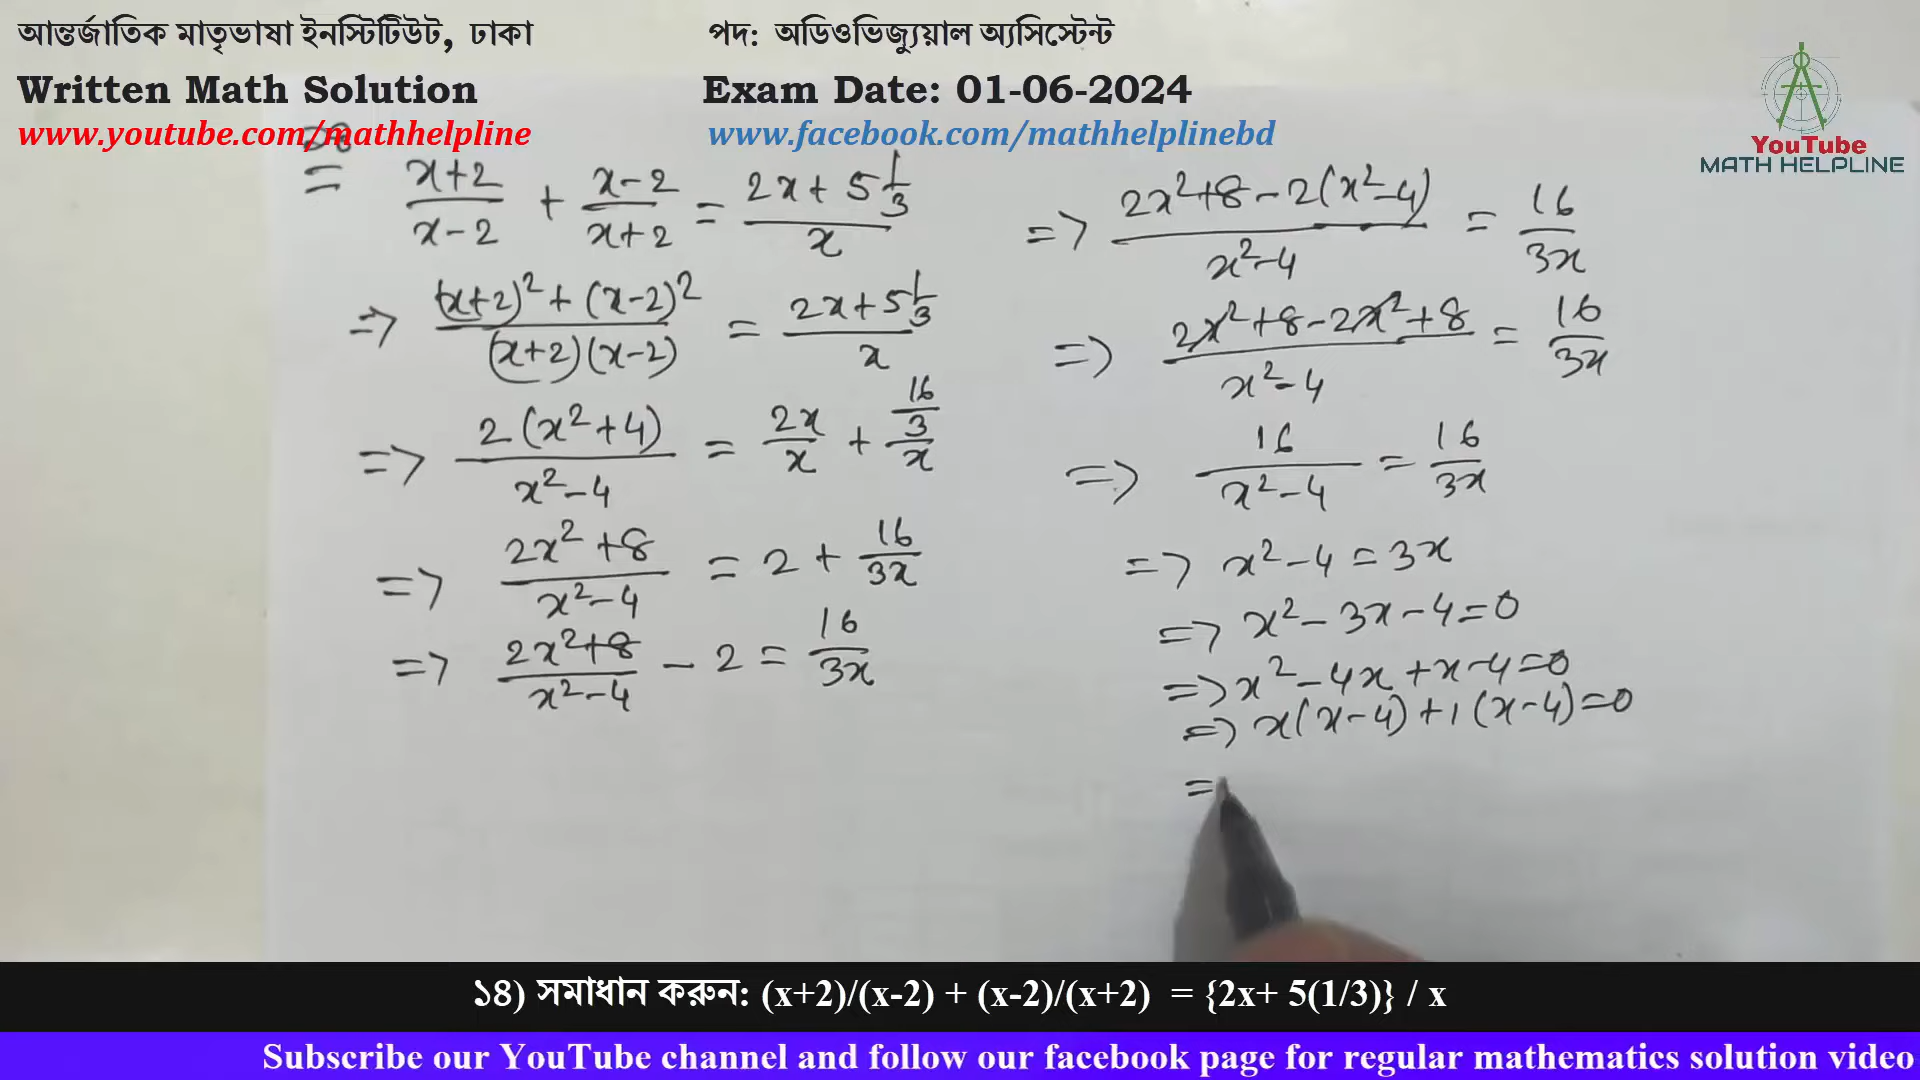 আন্তর্জাতিক মাতৃভাষা ইনস্টিটিউট, ঢাকা
পদ: অডিওভিজ্যুয়াল অ্যসিস্টেন্ট
Written Math Solution
Exam Date: 01-06-2024
www.youtube.com/mathhelpline
www.facebook.com/mathhelplinebd
YouTube
MATH HELPLINE
= (x+2)/(x-2) + (x-2)/(x+2) = (2x+5 1/3)/x
=> ((x+2)²+(x-2)²)/((x+2)(x-2)) = (2x+5 1/3)/x
=> 2(x²+4)/(x²-4) = 2x/x + (16/3)/x
=> (2x²+8)/(x²-4) = 2 + 16/3x
=> (2x²+8)/(x²-4) - 2 = 16/3x
=> (2x²+8-2(x²-4))/(x²-4) = 16/3x
=> (2x²+8-2x²+8)/(x²-4) = 16/3x
=> 16/(x²-4) = 16/3x
=> x²-4=3x
=> x²-3x-4=0
=> x²-4x+x-4=0
=> x(x-4)+1(x-4)=0
=
১৪) সমাধান করুন: (x+2)/(x-2) + (x-2)/(x+2) = {2x+ 5(1/3)} / x
Subscribe our YouTube channel and follow our facebook page for regular mathematics solution video